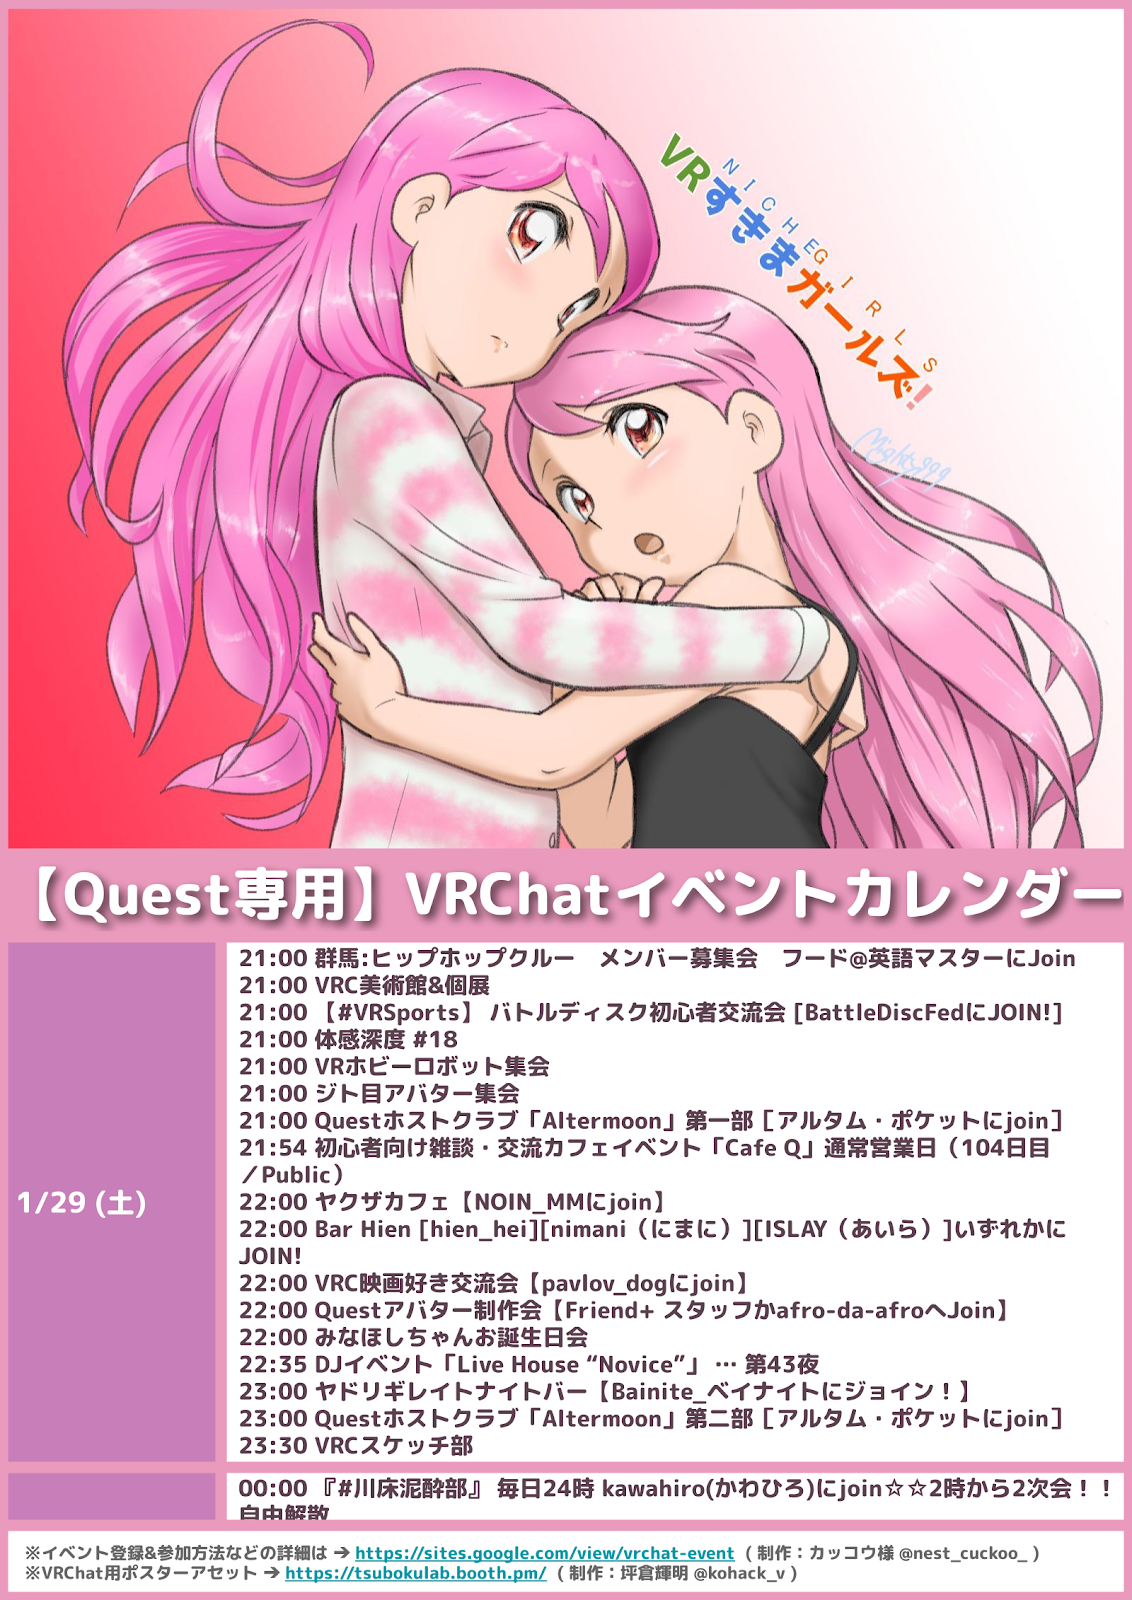 VRすきまガールズ!
NICHE GIRLS
Mighty999
【Quest専用】VRChatイベントカレンダー
1/29 (土)
21:00 群馬:ヒップホップクルー　メンバー募集会　フード@英語マスターにJoin
21:00 VRC美術館&個展
21:00 【#VRSports】 バトルディスク初心者交流会 [BattleDiscFedにJOIN!]
21:00 体感深度 #18
21:00 VRホビーロボット集会
21:00 ジト目アバター集会
21:00 Questホストクラブ「Altermoon」第一部［アルタム・ポケットにjoin］
21:54 初心者向け雑談・交流カフェイベント「Cafe Q」通常営業日（104日目
／Public）
22:00 ヤクザカフェ【NOIN_MMにjoin】
22:00 Bar Hien [hien_hei][nimani（にまに）][ISLAY（あいら）]いずれかに
JOIN!
22:00 VRC映画好き交流会【pavlov_dogにjoin】
22:00 Questアバター制作会【Friend+ スタッフかafro-da-afroへJoin】
22:00 みなほしちゃんお誕生日会
22:35 DJイベント「Live House “Novice”」 … 第43夜
23:00 ヤドリギレイトナイトバー【Bainite_ベイナイトにジョイン！】
23:00 Questホストクラブ「Altermoon」第二部［アルタム・ポケットにjoin］
23:30 VRCスケッチ部
00:00 『#川床泥酔部』 毎日24時 kawahiro(かわひろ)にjoin☆☆2時から2次会！！
自由解散
※イベント登録&参加方法などの詳細は ➔ https://sites.google.com/view/vrchat-event （ 制作：カッコウ様 @nest_cuckoo_ ）
※VRChat用ポスターアセット ➔ https://tsubokulab.booth.pm/ （ 制作：坪倉輝明 @kohack_v ）